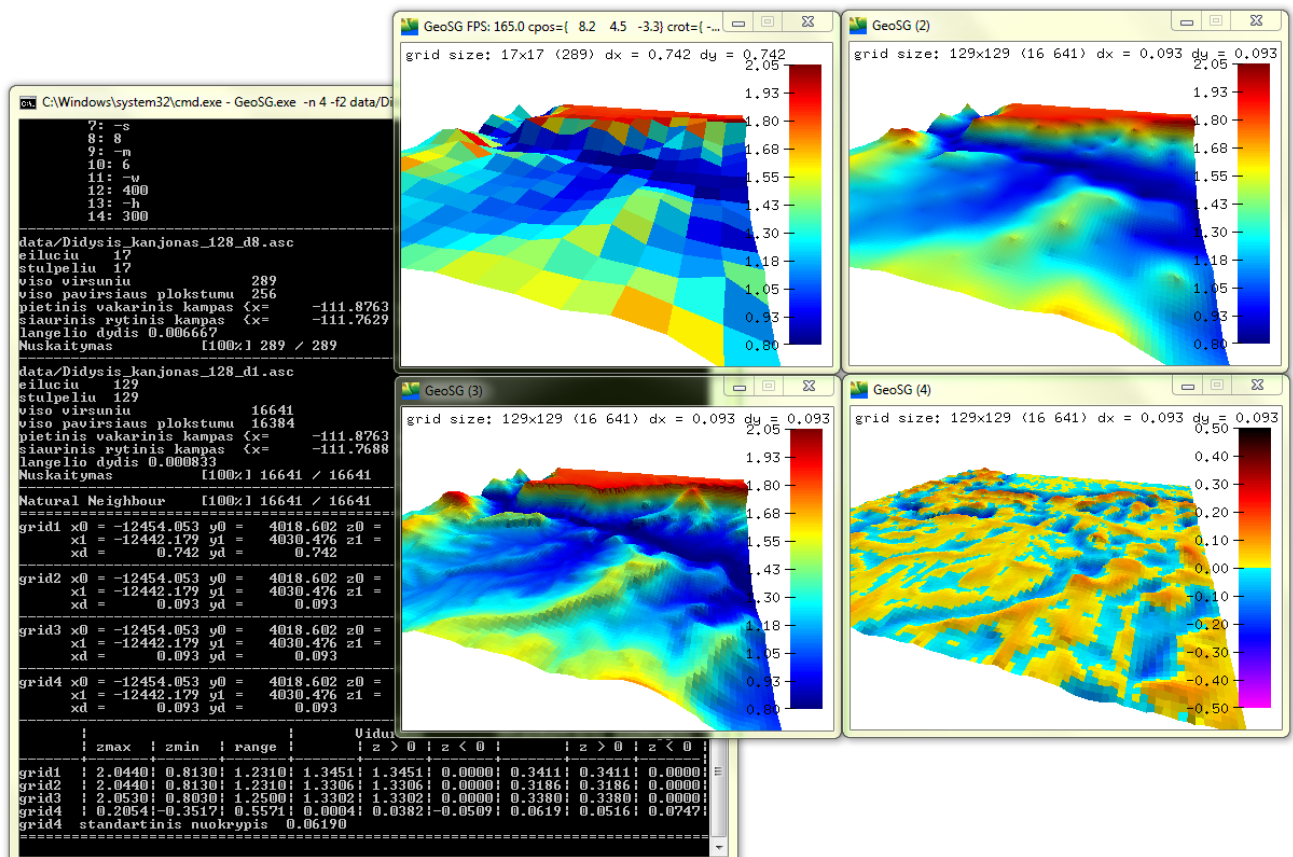 C:\Windows\system32\cmd.exe - GeoSG.exe -n 4 -f2 data/Di
7: -s
8: 8
9: -m
10: 6
11: -w
12: 400
13: -h
14: 300
data/Didysis_kanjonas_128_d8.asc
eiluciu 17
stulpeliu 17
viso virsuniu 289
viso pavirsiaus plokstumu 256
pietinis vakarinis kampas {x= -111.8763
siaurinis rytinis kampas {x= -111.7629
langelio dydis 0.006667
Nuskaitymas [100%] 289 / 289
data/Didysis_kanjonas_128_d1.asc
eiluciu 129
stulpeliu 129
viso virsuniu 16641
viso pavirsiaus plokstumu 16384
pietinis vakarinis kampas {x= -111.8763
siaurinis rytinis kampas {x= -111.7688
langelio dydis 0.000833
Nuskaitymas [100%] 16641 / 16641
Natural Neighbour [100%] 16641 / 16641
grid1 x0 = -12454.053 y0 = 4018.602 z0 =
x1 = -12442.179 y1 = 4030.476 z1 =
xd = 0.742 yd = 0.742
grid2 x0 = -12454.053 y0 = 4018.602 z0 =
x1 = -12442.179 y1 = 4030.476 z1 =
xd = 0.093 yd = 0.093
grid3 x0 = -12454.053 y0 = 4018.602 z0 =
x1 = -12442.179 y1 = 4030.476 z1 =
xd = 0.093 yd = 0.093
grid4 x0 = -12454.053 y0 = 4018.602 z0 =
x1 = -12442.179 y1 = 4030.476 z1 =
xd = 0.093 yd = 0.093
Vidur
| zmax | zmin | range | | z > 0 | z < 0 | | z > 0 | z < 0 |
grid1 | 2.0440| 0.8130| 1.2310| 1.3451| 1.3451| 0.0000| 0.3411| 0.3411| 0.0000|
grid2 | 2.0440| 0.8130| 1.2310| 1.3306| 1.3306| 0.0000| 0.3186| 0.3186| 0.0000|
grid3 | 2.0530| 0.8030| 1.2500| 1.3302| 1.3302| 0.0000| 0.3380| 0.3380| 0.0000|
grid4 | 0.2054|-0.3517| 0.5571| 0.0004| 0.0382|-0.0509| 0.0619| 0.0516| 0.0747|
grid4 standartinis nuokrypis 0.06190
GeoSG FPS: 165.0 cpos={ 8.2 4.5 -3.3} crot={ -...
grid size: 17x17 (289) dx = 0.742 dy = 0.742
2.05
1.93
1.80
1.68
1.55
1.43
1.30
1.18
1.05
0.93
0.80
GeoSG (2)
grid size: 129x129 (16 641) dx = 0.093 dy = 0.093
2.05
1.93
1.80
1.68
1.55
1.43
1.30
1.18
1.05
0.93
0.80
GeoSG (3)
grid size: 129x129 (16 641) dx = 0.093 dy = 0.093
2.05
1.93
1.80
1.68
1.55
1.43
1.30
1.18
1.05
0.93
0.80
GeoSG (4)
grid size: 129x129 (16 641) dx = 0.093 dy = 0.093
0.50
0.40
0.30
0.20
0.10
0.00
-0.10
-0.20
-0.30
-0.40
-0.50